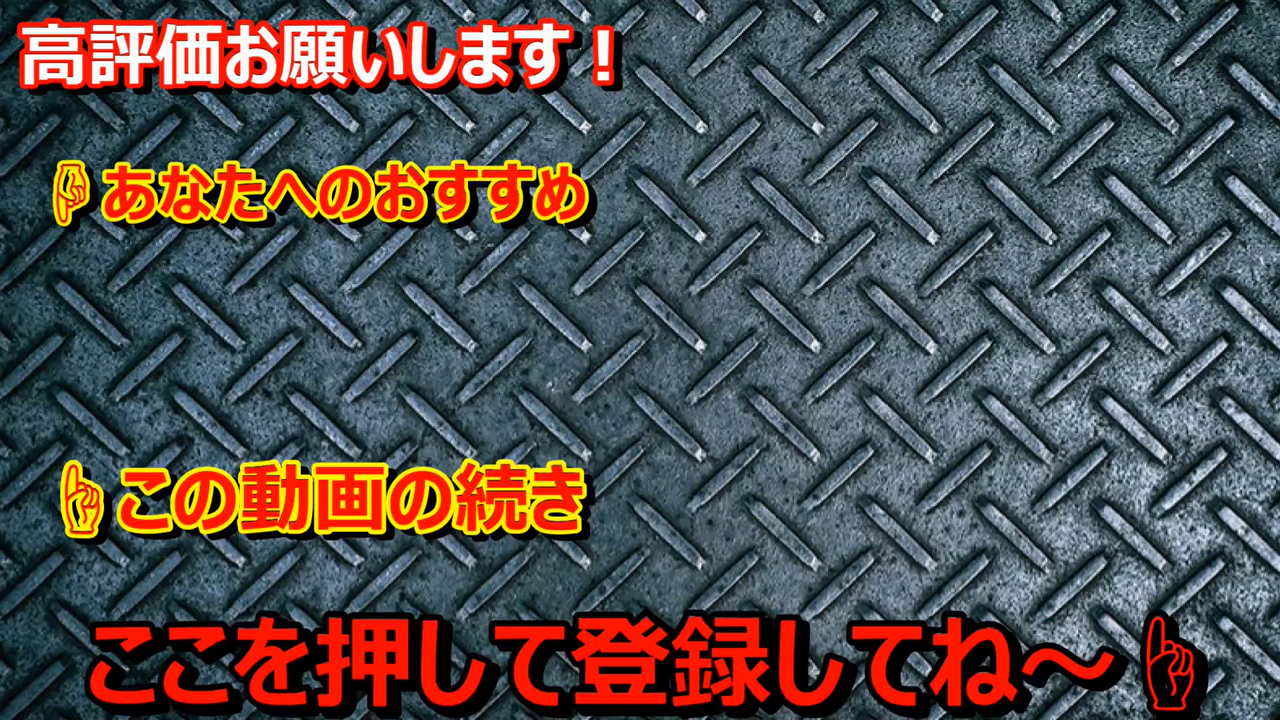 高評価お願いします！
☟あなたへのおすすめ
☝この動画の続き
ここを押して登録してね～☝